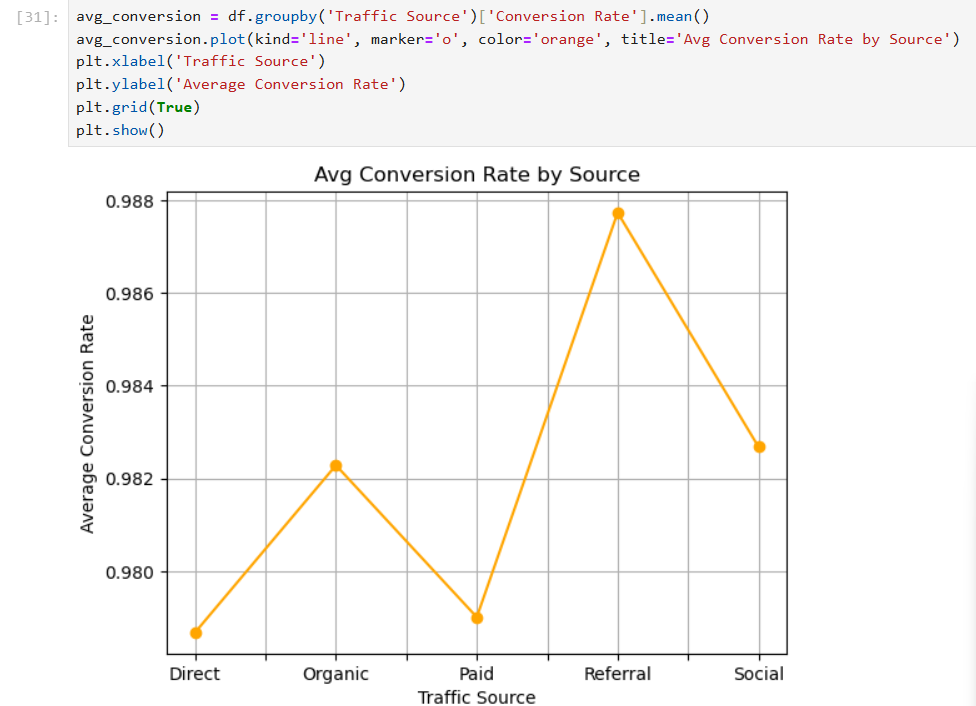 [31]: avg_conversion = df.groupby('Traffic Source')['Conversion Rate'].mean()
avg_conversion.plot(kind='line', marker='o', color='orange', title='Avg Conversion Rate by Source')
plt.xlabel('Traffic Source')
plt.ylabel('Average Conversion Rate')
plt.grid(True)
plt.show()
Avg Conversion Rate by Source
Average Conversion Rate
0.988
0.986
0.984
0.982
0.980
Direct Organic Paid Referral Social
Traffic Source